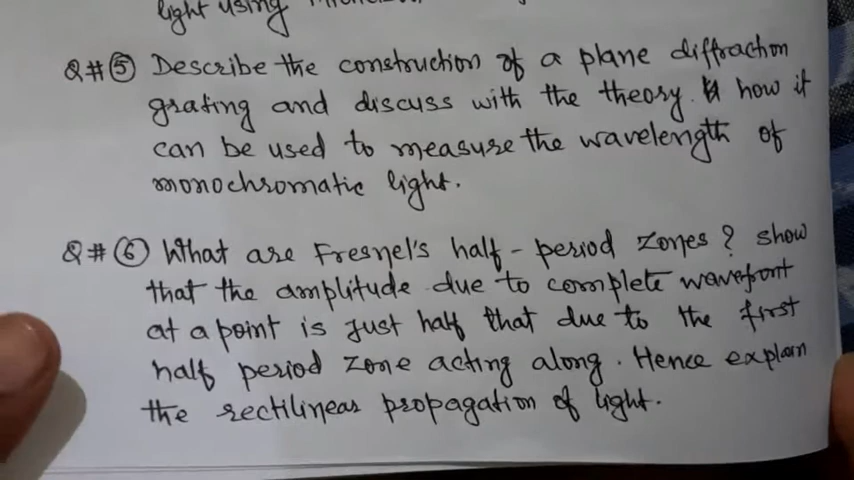 light using
Q#⑤ Describe the construction of a plane diffraction
grating and discuss with the theory. how it
can be used to measure the wavelength of
monochromatic light.
Q#⑥ What are Fresnel's half-period zones? show
that the amplitude due to complete wavefront
at a point is just half that due to the first
half period zone acting along. Hence explain
the rectilinear propagation of light.